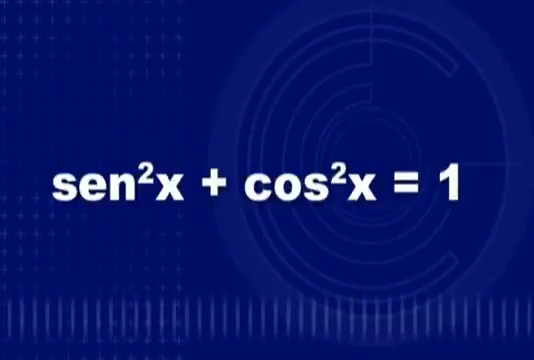 sen²x + cos²x = 1